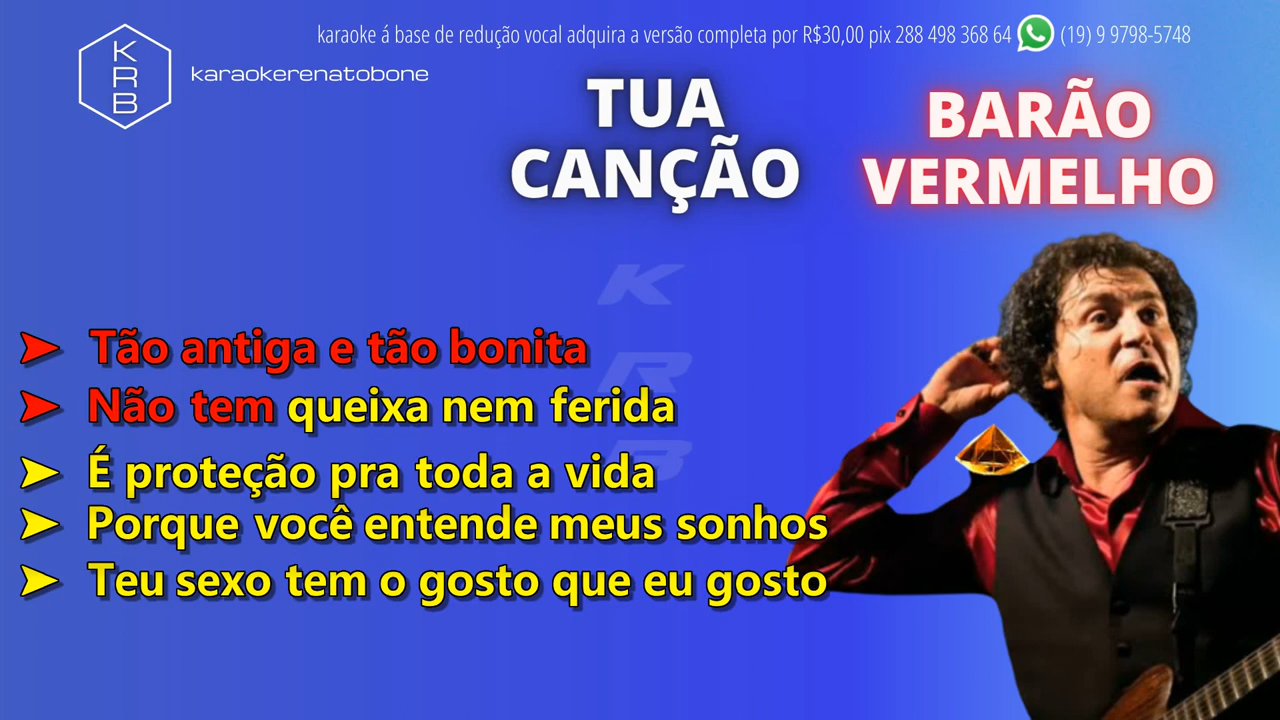 karaoke á base de redução vocal adquira a versão completa por R$30,00 pix 288 498 368 64 (19) 9 9798-5748
K
R
B
karaokerenatobone
TUA
CANÇÃO
BARÃO
VERMELHO
K
R
B
Tão antiga e tão bonita
Não tem queixa nem ferida
É proteção pra toda a vida
Porque você entende meus sonhos
Teu sexo tem o gosto que eu gosto